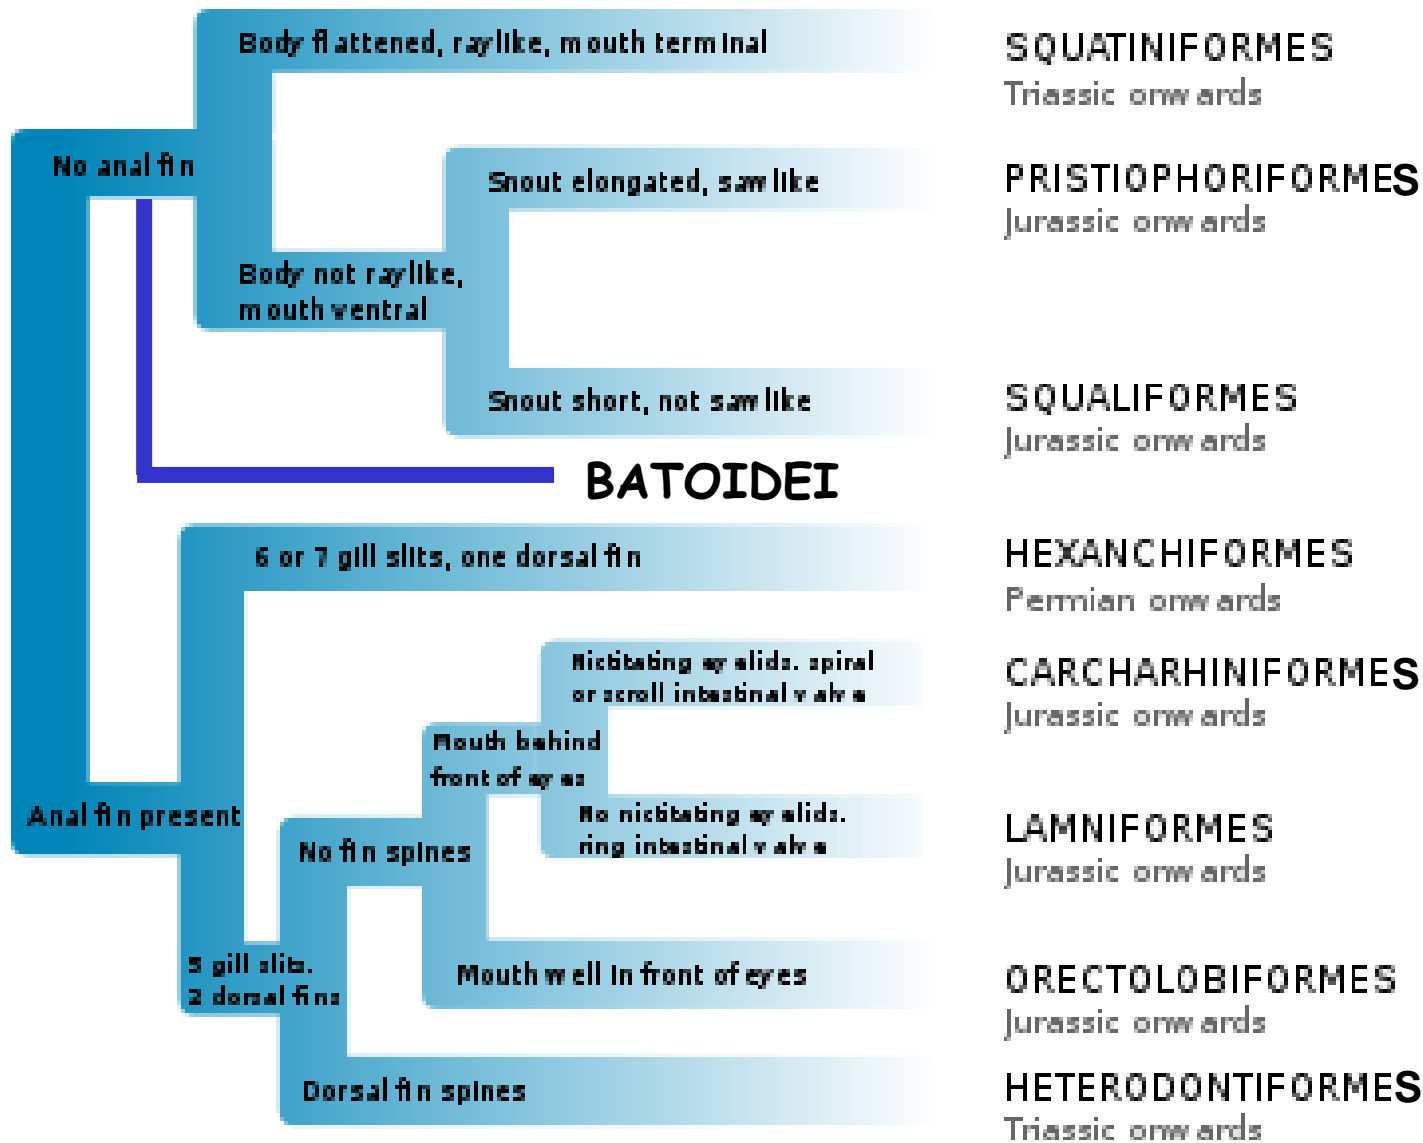 Body flattened, raylike, mouth terminal
SQUATINIFORMES
Triassic onwards
No anal fin
Snout elongated, sawlike
PRISTIOPHORIFORMES
Jurassic onwards
Body not raylike,
mouth ventral
Snout short, not sawlike
SQUALIFORMES
Jurassic onwards
BATOIDEI
6 or 7 gill slits, one dorsal fin
HEXANCHIFORMES
Permian onwards
Nictitating eyelids. spiral
or scroll intestinal valve
CARCHARHINIFORMES
Jurassic onwards
Mouth behind
front of eyes
Anal fin present
No nictitating eyelids.
ring intestinal valve
LAMNIFORMES
Jurassic onwards
No fin spines
5 gill slits.
2 dorsal fins
Mouth well in front of eyes
ORECTOLOBIFORMES
Jurassic onwards
Dorsal fin spines
HETERODONTIFORMES
Triassic onwards